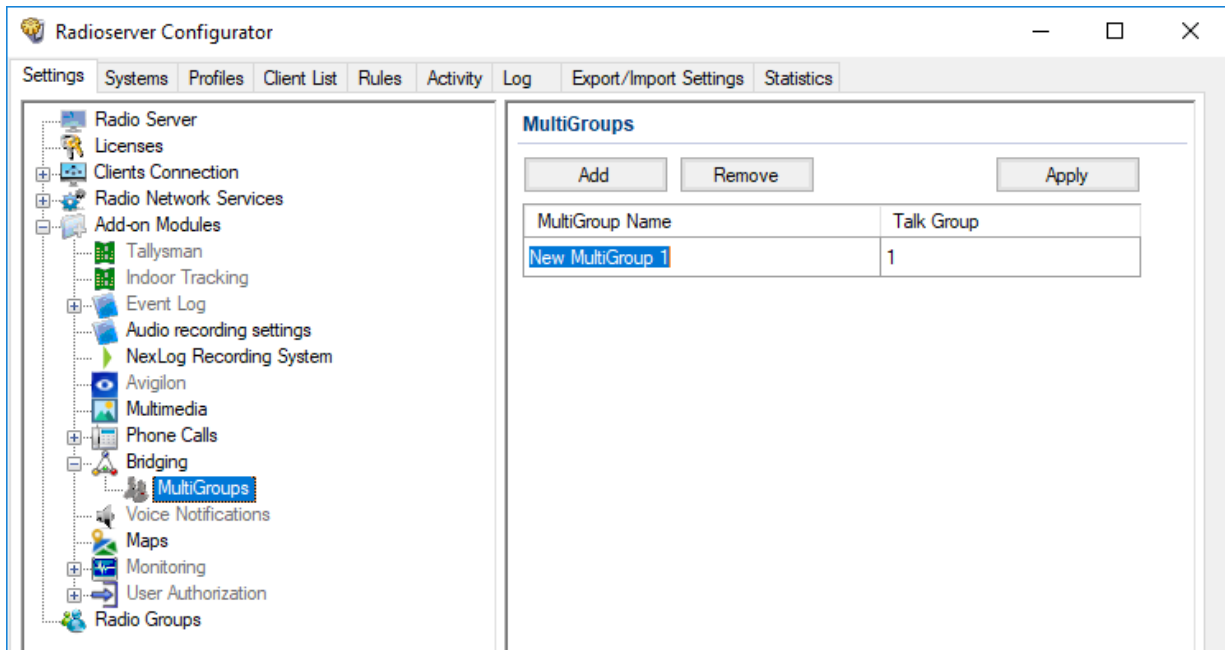 Radioserver Configurator
Settings Systems Profiles Client List Rules Activity Log Export/Import Settings Statistics
Radio Server
Licenses
Clients Connection
Radio Network Services
Add-on Modules
Tallysman
Indoor Tracking
Event Log
Audio recording settings
NexLog Recording System
Avigilon
Multimedia
Phone Calls
Bridging
MultiGroups
Voice Notifications
Maps
Monitoring
User Authorization
Radio Groups
MultiGroups
Add Remove Apply
MultiGroup Name Talk Group
New MultiGroup 1 1